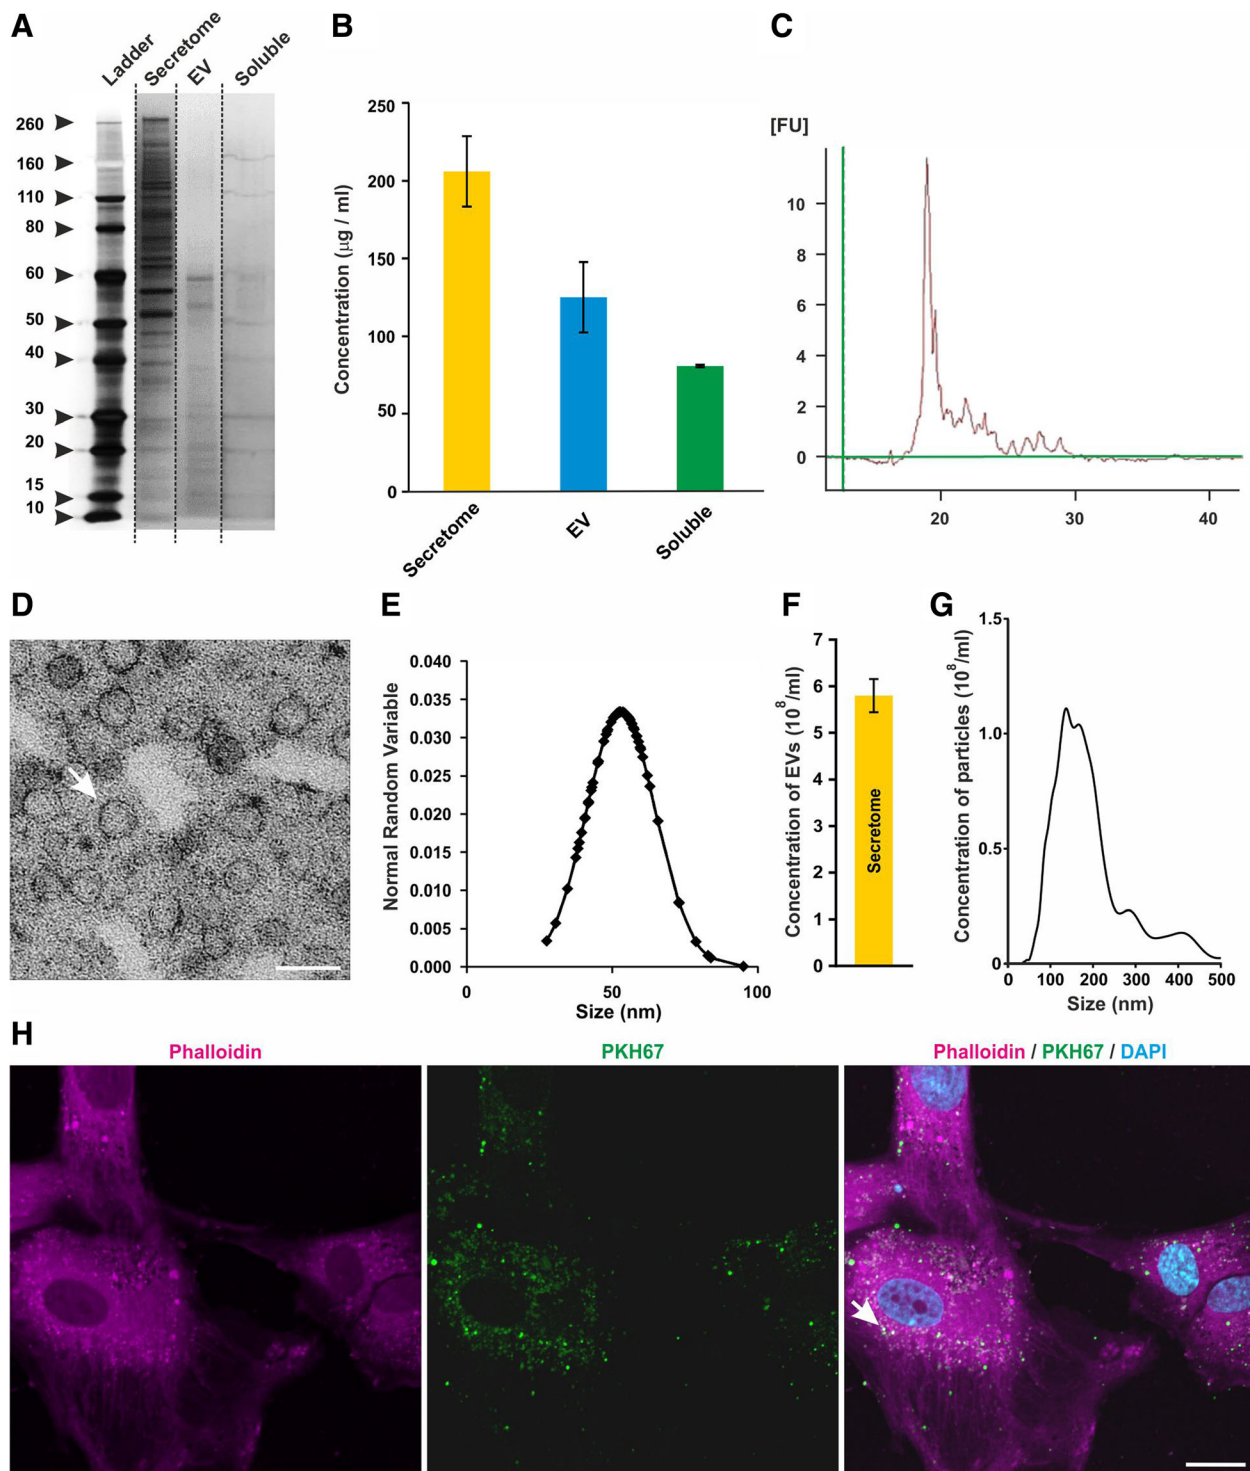 A
Ladder
Secretome
EV
Soluble
260
160
110
80
60
50
40
30
20
15
10
B
Concentration (µg / ml)
250
200
150
100
50
0
Secretome
EV
Soluble
C
[FU]
10
8
6
4
2
0
20
30
40
D
E
Normal Random Variable
0.040
0.035
0.030
0.025
0.020
0.015
0.010
0.005
0.000
0
50
100
Size (nm)
F
Concentration of EVs (10⁸/ml)
7
6
5
4
3
2
1
0
Secretome
G
Concentration of particles (10⁸/ml)
1.5
1.0
0.5
0
0
100
200
300
400
500
Size (nm)
H
Phalloidin
PKH67
Phalloidin / PKH67 / DAPI